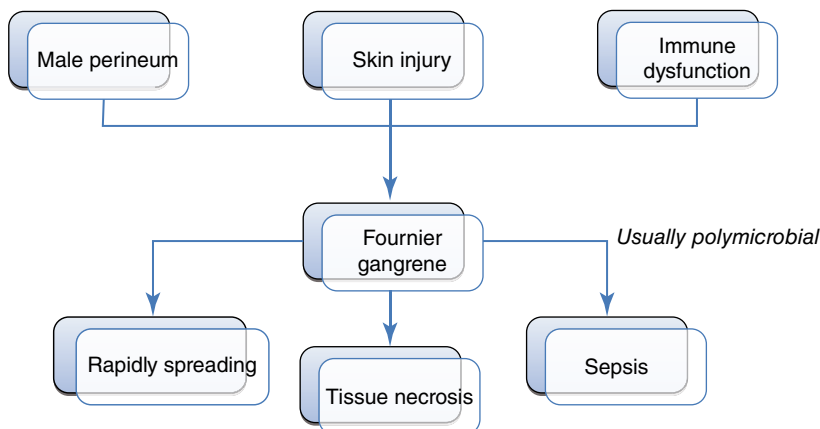 Male perineum
Skin injury
Immune
dysfunction
Fournier
gangrene
Usually polymicrobial
Rapidly spreading
Tissue necrosis
Sepsis